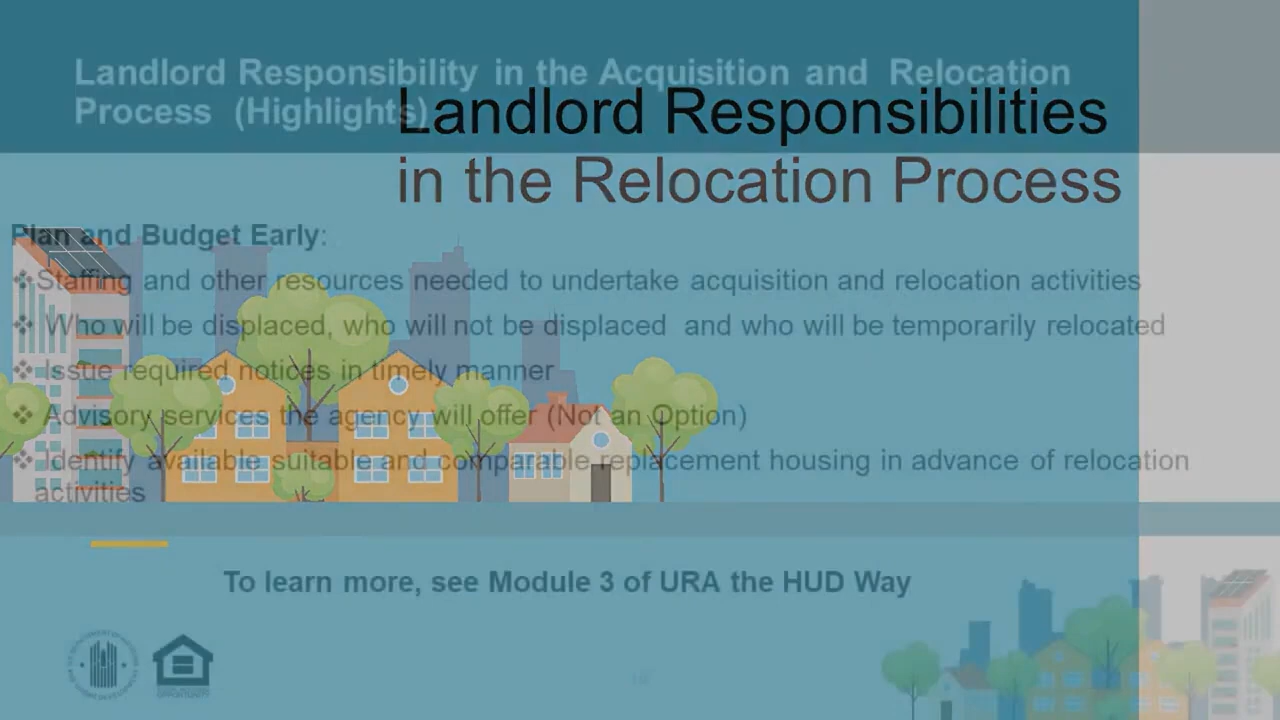 Landlord Responsibility in the Acquisition and Relocation
Process (Highlights)
Landlord Responsibilities
in the Relocation Process
Plan and Budget Early:
❖ Staffing and other resources needed to undertake acquisition and relocation activities
❖ Who will be displaced, who will not be displaced and who will be temporarily relocated
❖ Issue required notices in timely manner
❖ Advisory services the agency will offer (Not an Option)
❖ Identify available suitable and comparable replacement housing in advance of relocation
activities
To learn more, see Module 3 of URA the HUD Way